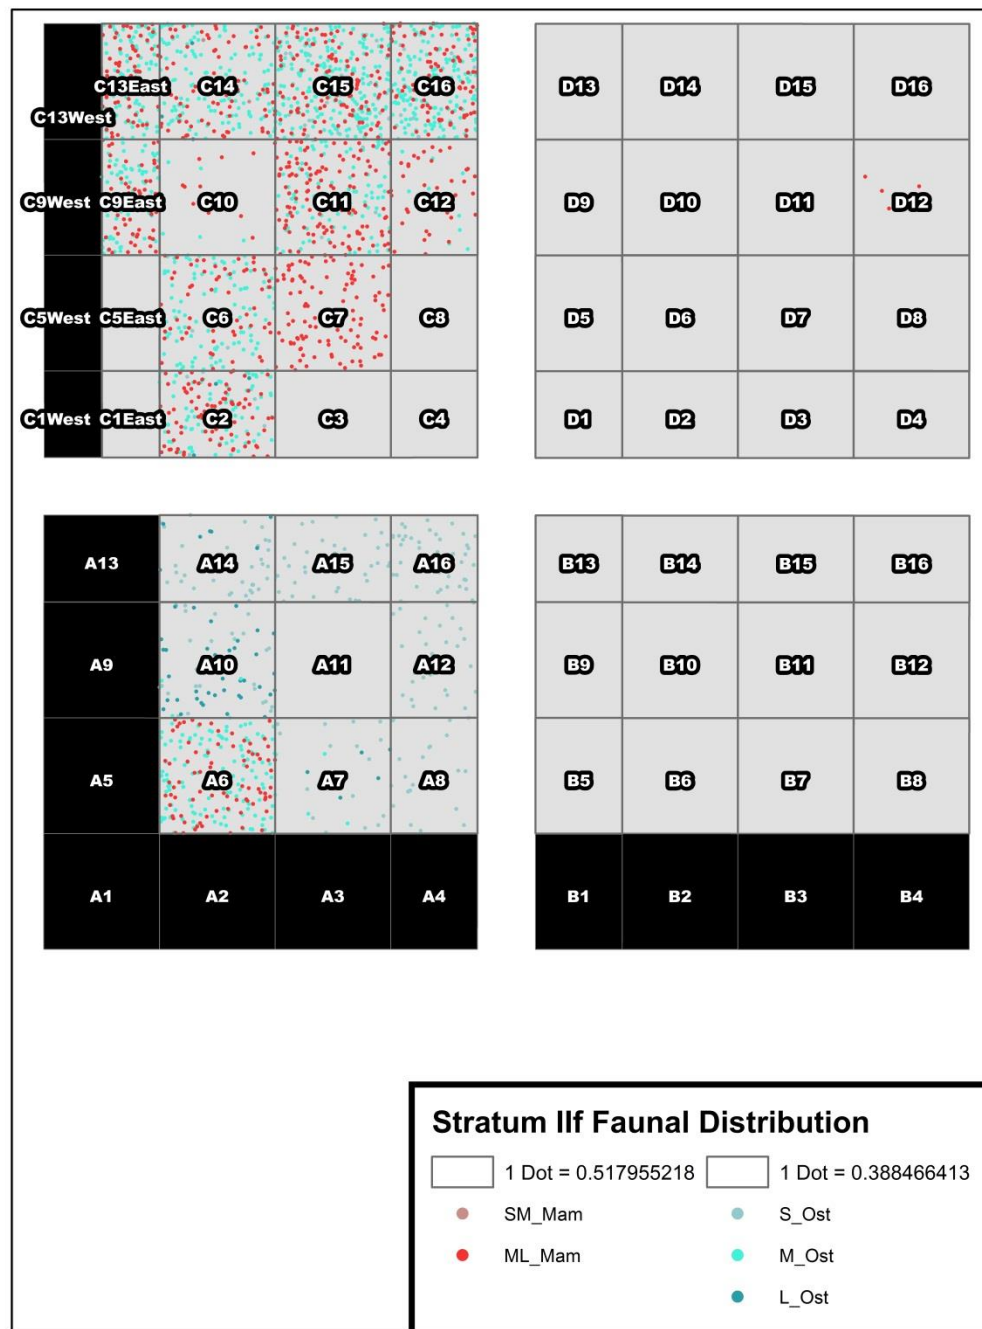 C13East C14 C15 C16 D13 D14 D15 D16
C13West
C9West C9East C10 C11 C12 D9 D10 D11 D12
C5West C5East C6 C7 C8 D5 D6 D7 D8
C1West C1East C2 C3 C4 D1 D2 D3 D4
A13 A14 A15 A16 B13 B14 B15 B16
A9 A10 A11 A12 B9 B10 B11 B12
A5 A6 A7 A8 B5 B6 B7 B8
A1 A2 A3 A4 B1 B2 B3 B4
Stratum IIf Faunal Distribution
1 Dot = 0.517955218 1 Dot = 0.388466413
SM_Mam S_Ost
ML_Mam M_Ost
L_Ost